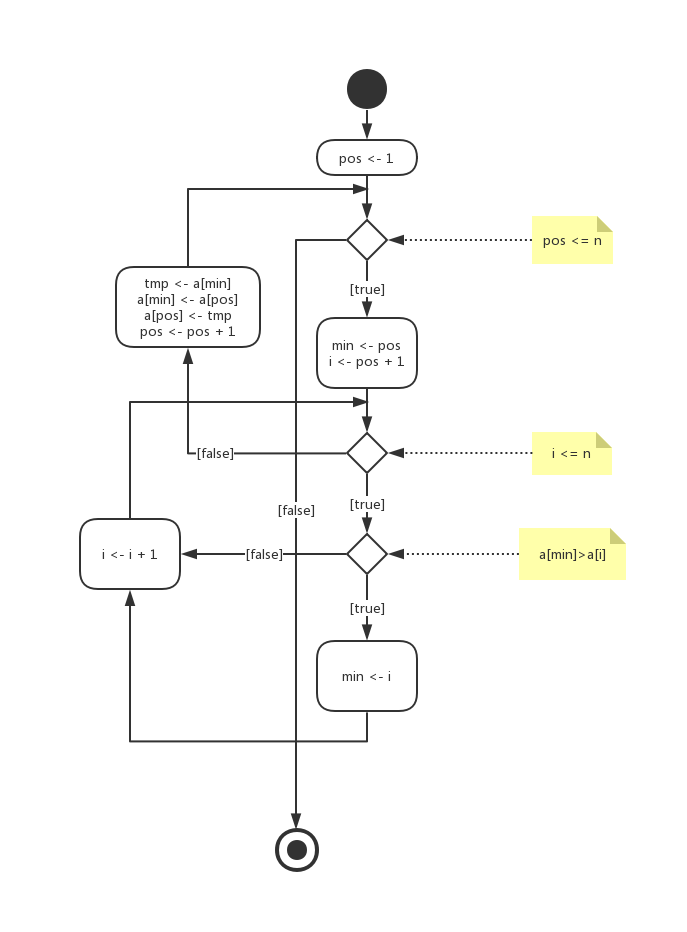 pos <- 1
pos <= n
tmp <- a[min]
a[min] <- a[pos]
a[pos] <- tmp
pos <- pos + 1
[true]
min <- pos
i <- pos + 1
[false]
i <= n
[false]
[true]
i <- i + 1
[false]
a[min]>a[i]
[true]
min <- i